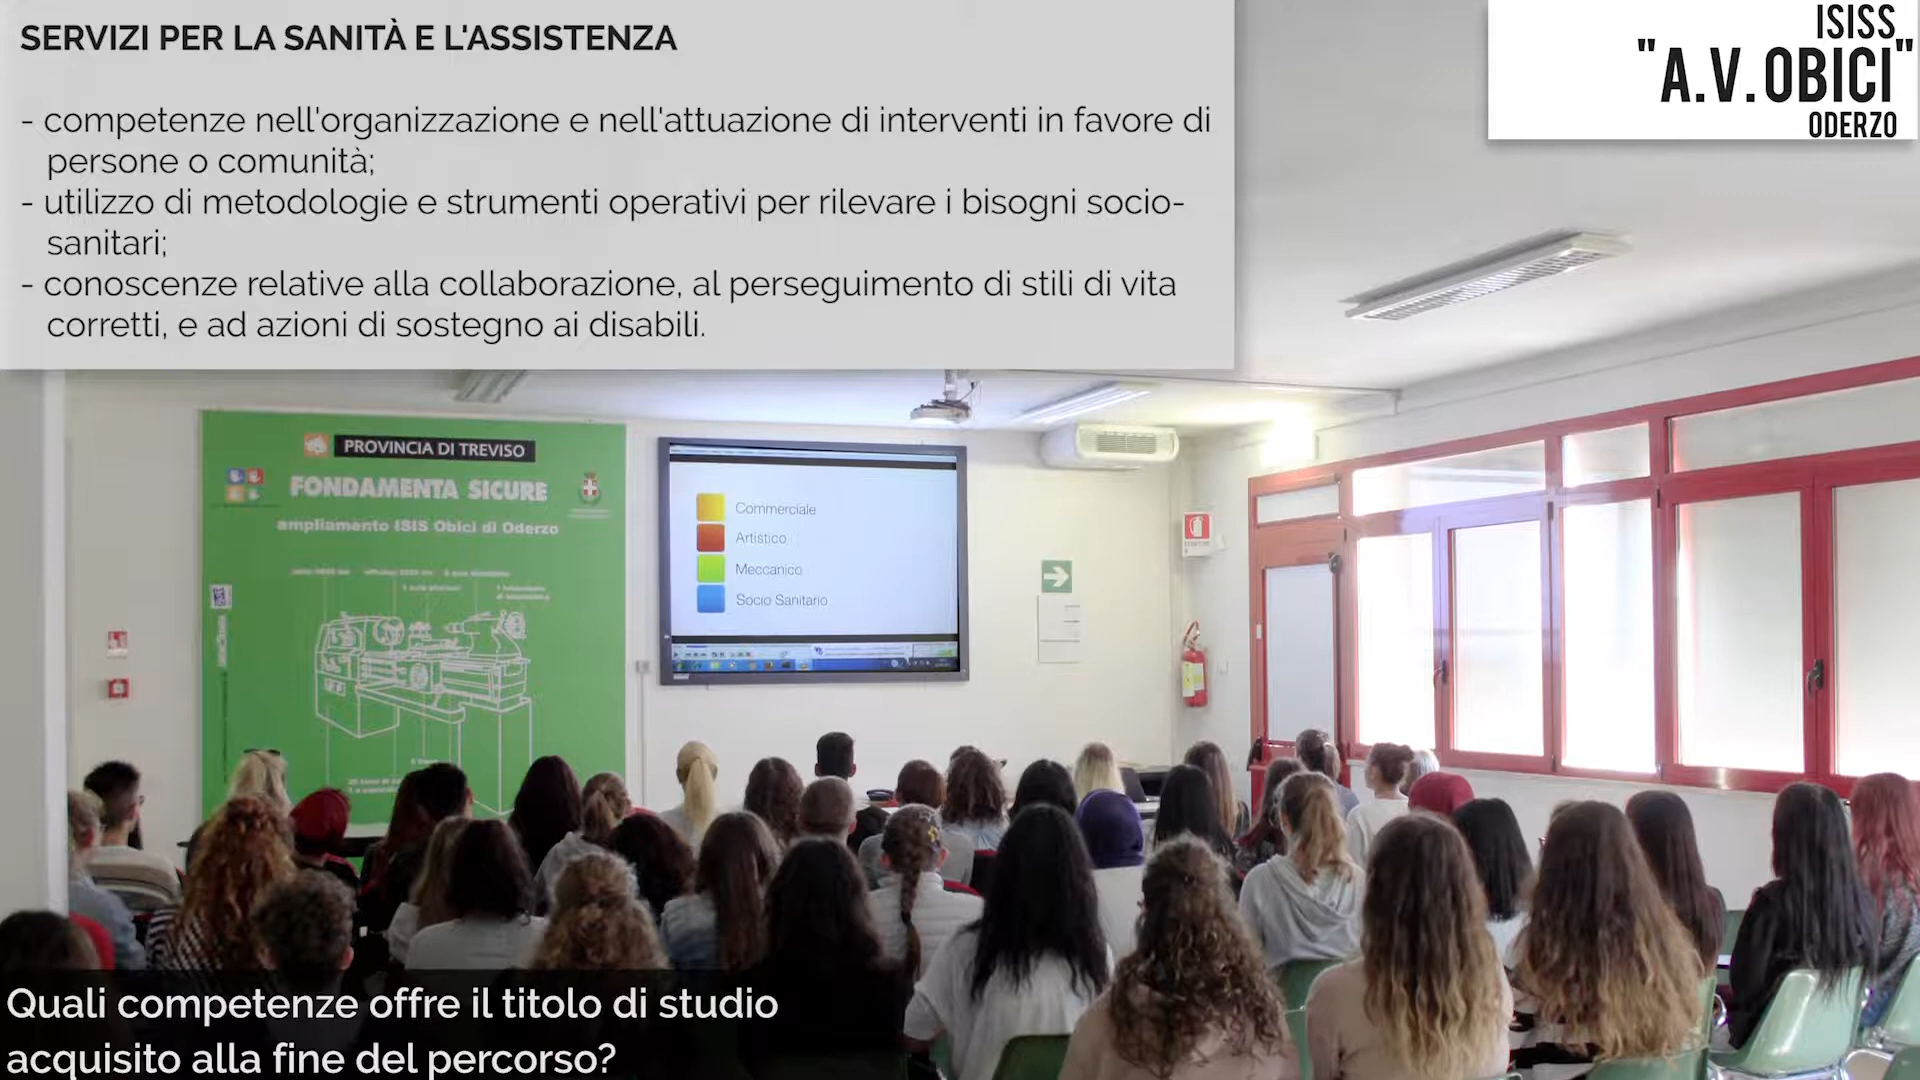 SERVIZI PER LA SANITÀ E L'ASSISTENZA
- competenze nell'organizzazione e nell'attuazione di interventi in favore di
persone o comunità;
- utilizzo di metodologie e strumenti operativi per rilevare i bisogni socio-
sanitari;
- conoscenze relative alla collaborazione, al perseguimento di stili di vita
corretti, e ad azioni di sostegno ai disabili.
ISISS
"A.V. OBICI"
ODERZO
PROVINCIA DI TREVISO
FONDAMENTA SICURE
ampliamento ISIS Obici di Oderzo
Commerciale
Artistico
Meccanico
Socio Sanitario
Quali competenze offre il titolo di studio
acquisito alla fine del percorso?